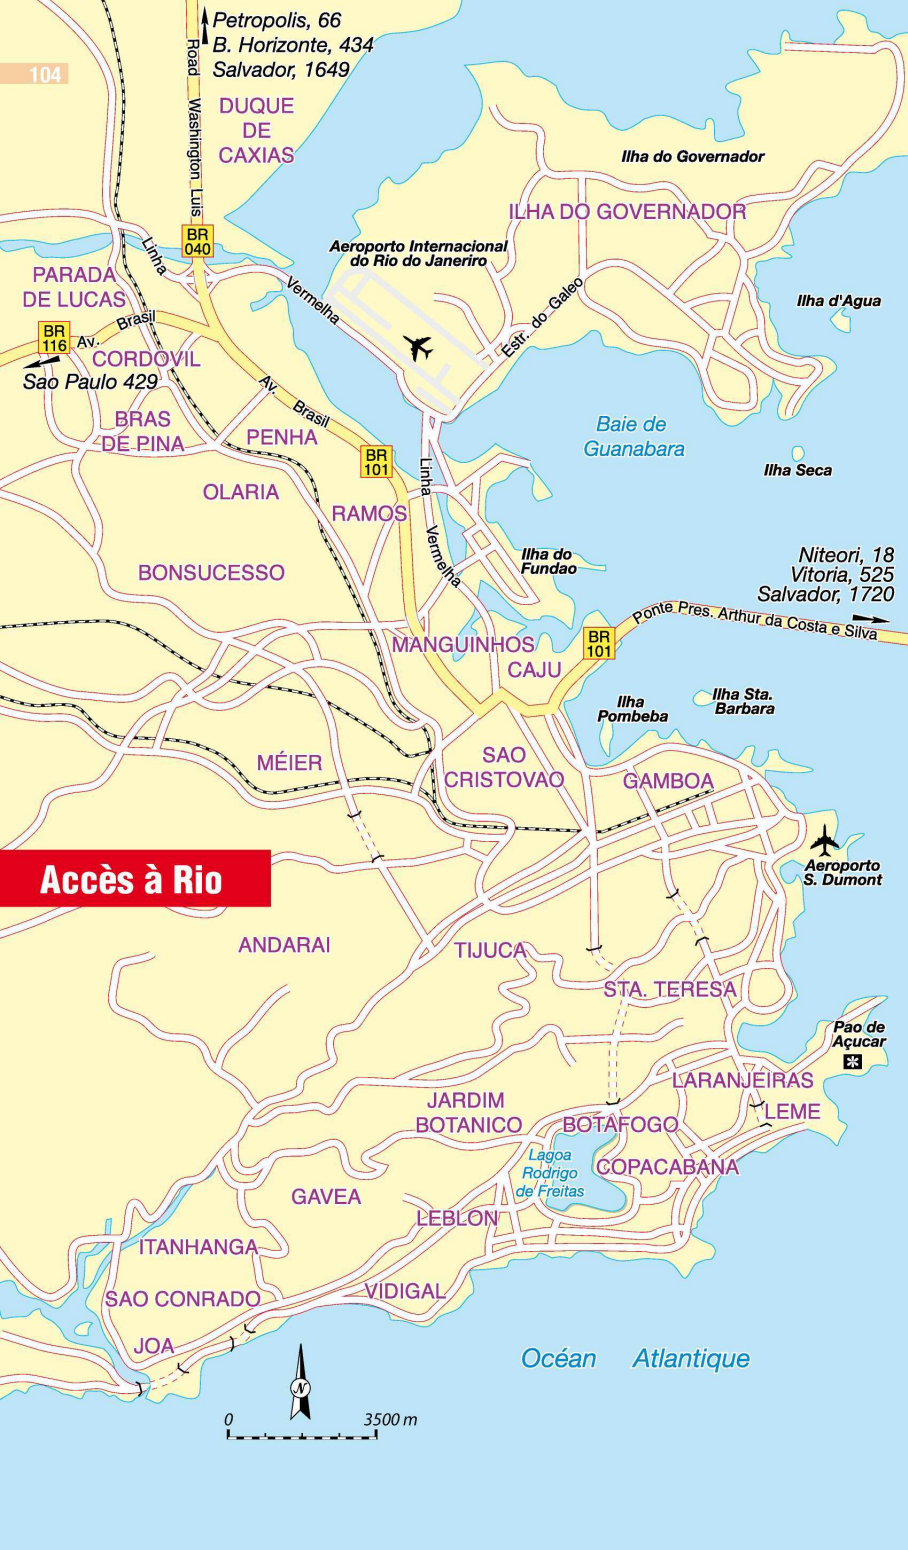 Petropolis, 66
B. Horizonte, 434
Salvador, 1649
104
Road Washington Luis
DUQUE
DE
CAXIAS
Ilha do Governador
ILHA DO GOVERNADOR
BR
040
Aeroporto Internacional
do Rio do Janeriro
Linha
Vermelha
PARADA
DE LUCAS
Ilha d'Agua
Estr. do Galeo
BR
116
Av. Brasil
CORDOVIL
Sao Paulo 429
Av. Brasil
BRAS
DE PINA
PENHA
Baie de
Guanabara
BR
101
Ilha Seca
Linha
Vermelha
OLARIA
RAMOS
Ilha do
Fundao
Niteori, 18
Vitoria, 525
Salvador, 1720
BONSUCESSO
Ponte Pres. Arthur da Costa e Silva
BR
101
MANGUINHOS
CAJU
Ilha
Pombeba
Ilha Sta.
Barbara
MÉIER
SAO
CRISTOVAO
GAMBOA
Accès à Rio
Aeroporto
S. Dumont
ANDARAI
TIJUCA
STA. TERESA
Pao de
Açucar
LARANJEIRAS
JARDIM
BOTANICO
BOTAFOGO
LEME
Lagoa
Rodrigo
de Freitas
COPACABANA
GAVEA
LEBLON
ITANHANGA
SAO CONRADO
VIDIGAL
JOA
Océan Atlantique
N
0 3500 m